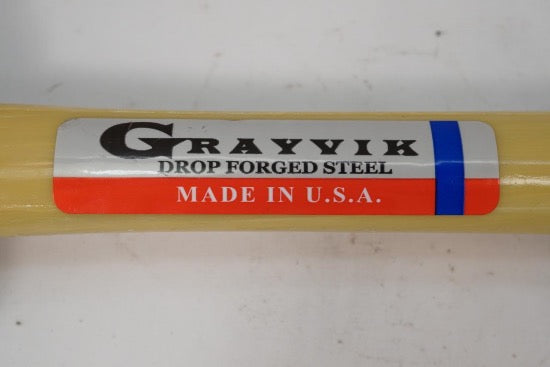 GRAYVIK
DROP FORGED STEEL
MADE IN U.S.A.